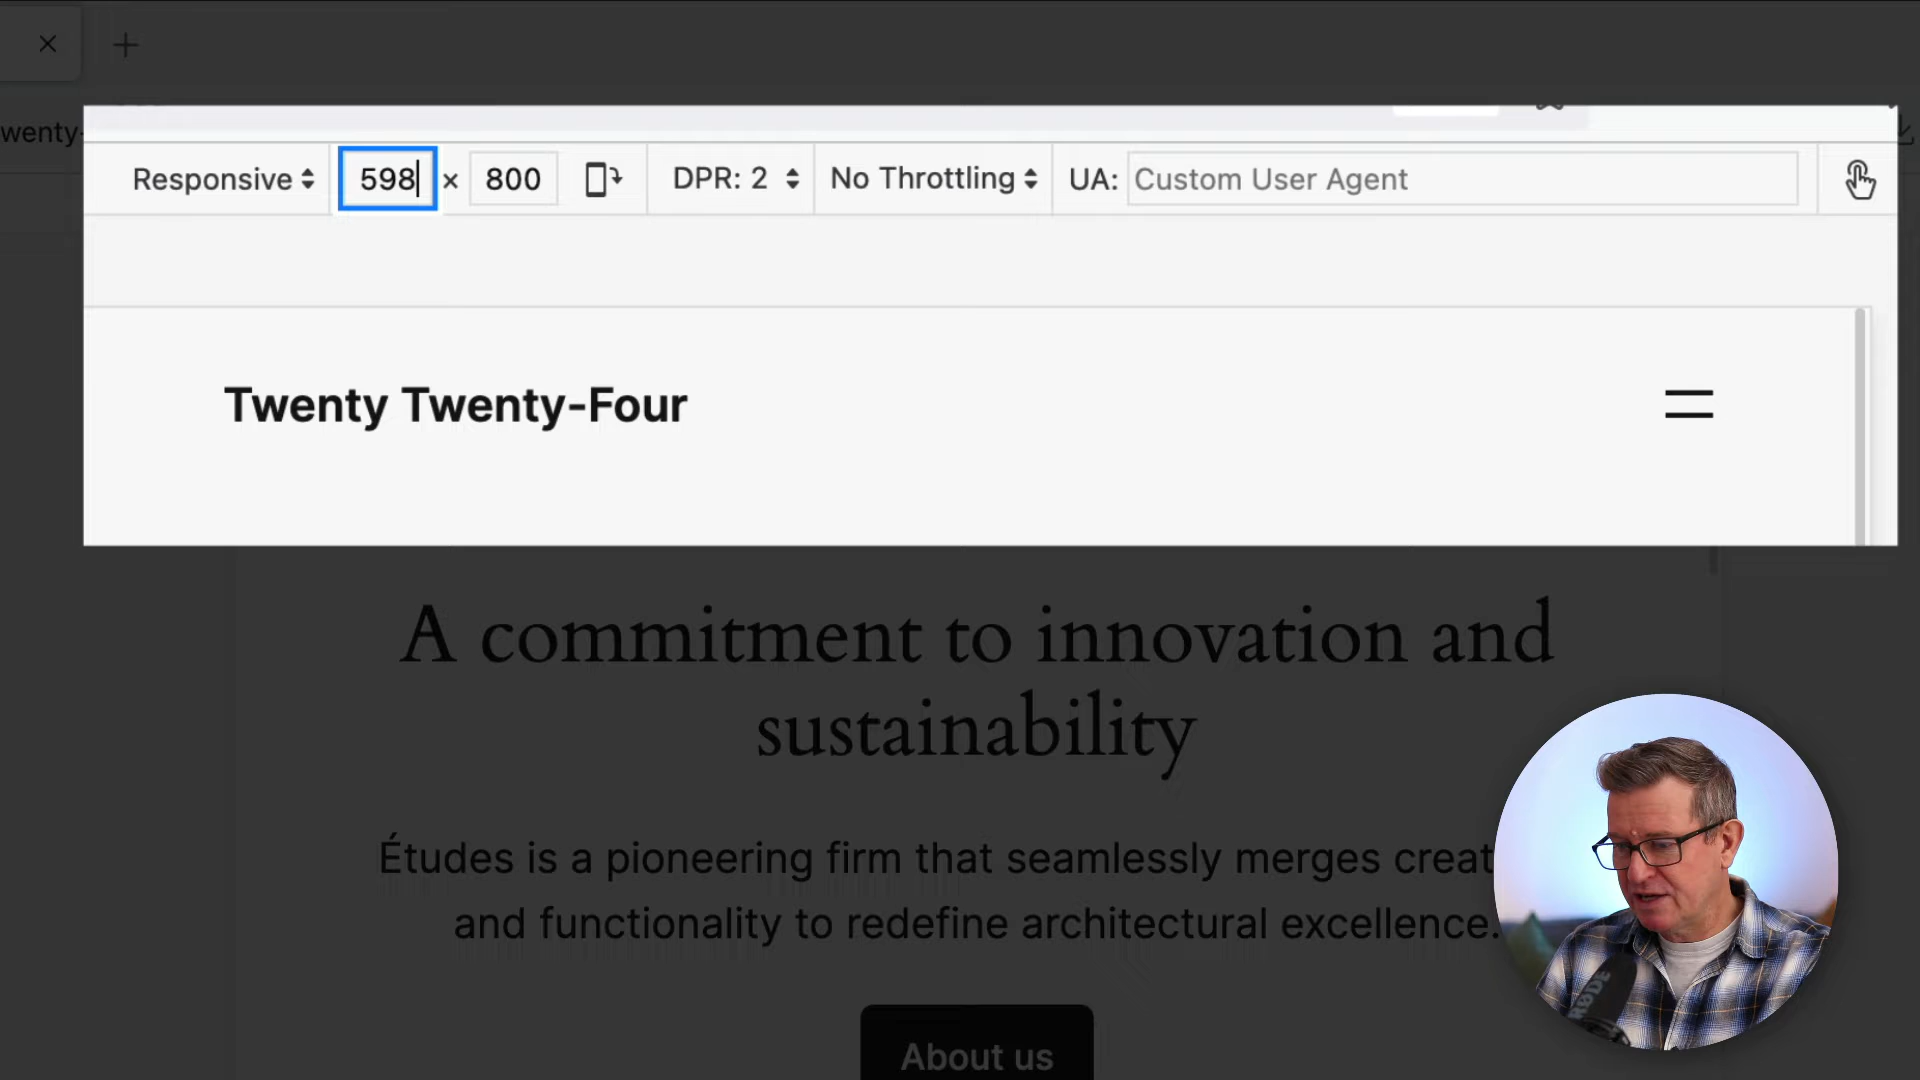 wenty-
Responsive 598 × 800 DPR: 2 No Throttling UA: Custom User Agent
Twenty Twenty-Four
A commitment to innovation and
sustainability
Études is a pioneering firm that seamlessly merges creat
and functionality to redefine architectural excellence.
About us
RØDE